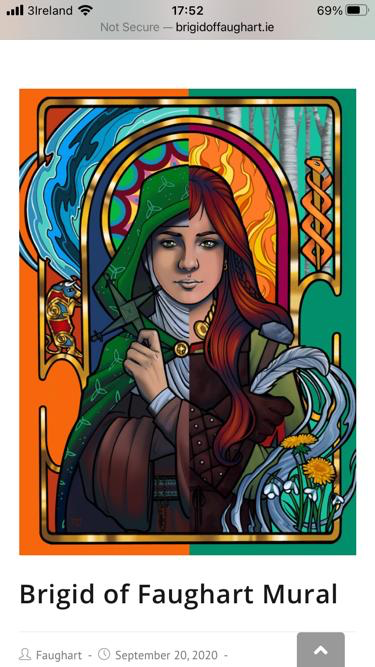 3Ireland 17:52 69%
Not Secure — brigidoffaughart.ie
Brigid of Faughart Mural
Faughart - September 20, 2020 -